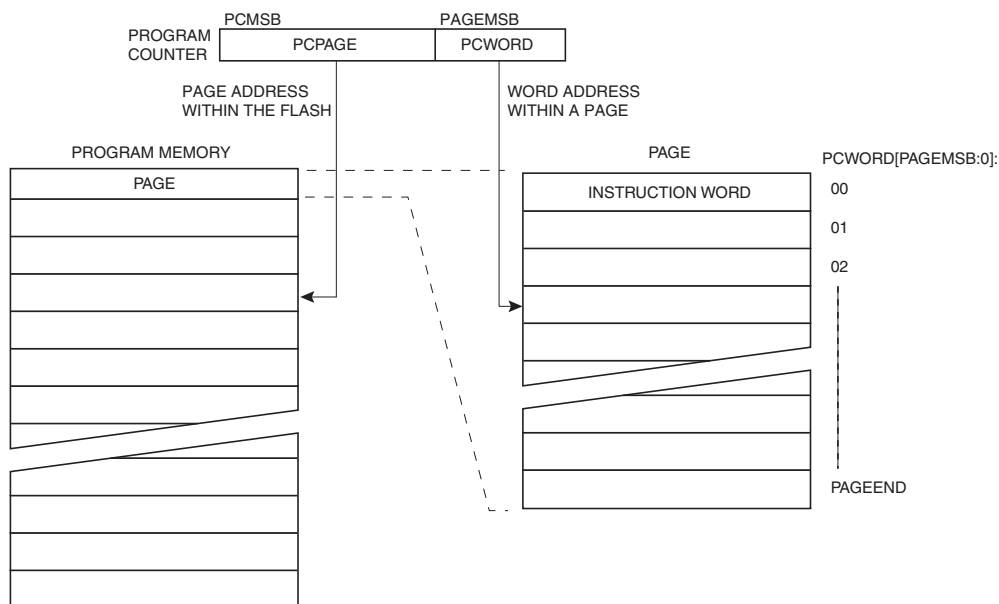 PCMSB PAGEMSB
PROGRAM
COUNTER
PCPAGE PCWORD
PAGE ADDRESS
WITHIN THE FLASH
WORD ADDRESS
WITHIN A PAGE
PROGRAM MEMORY
PAGE
PAGE
PCWORD[PAGEMSB:0]:
INSTRUCTION WORD
00
01
02
PAGEEND